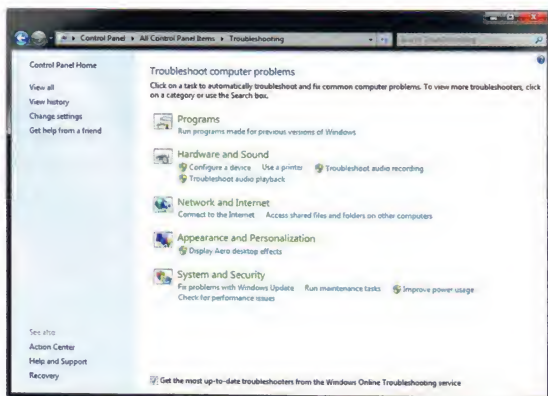 Control Panel ▸ All Control Panel Items ▸ Troubleshooting
Search Troubleshooting
Control Panel Home
View all
View history
Change settings
Get help from a friend
Troubleshoot computer problems
Click on a task to automatically troubleshoot and fix common computer problems. To view more troubleshooters, click
on a category or use the Search box.
Programs
Run programs made for previous versions of Windows
Hardware and Sound
Configure a device Use a printer Troubleshoot audio recording
Troubleshoot audio playback
Network and Internet
Connect to the Internet Access shared files and folders on other computers
Appearance and Personalization
Display Aero desktop effects
System and Security
Fix problems with Windows Update Run maintenance tasks Improve power usage
Check for performance issues
See also
Action Center
Help and Support
Recovery
Get the most up-to-date troubleshooters from the Windows Online Troubleshooting service